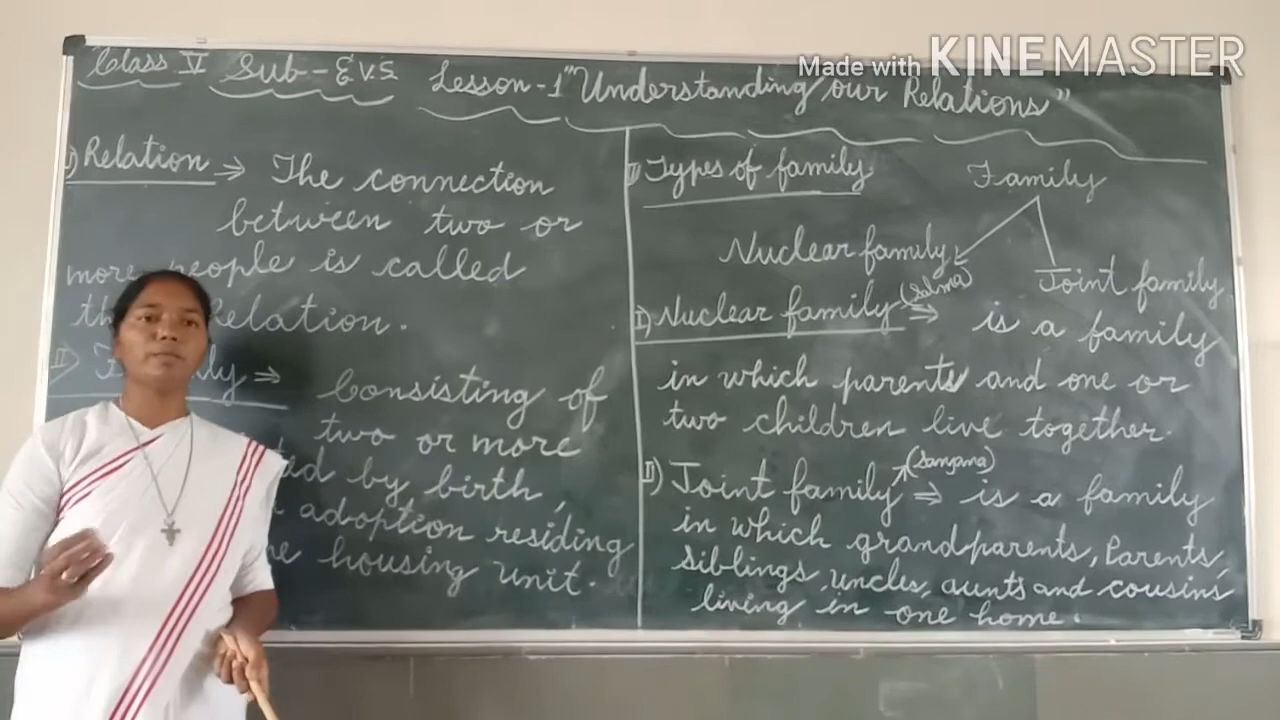 Made with KINEMASTER
Class V Sub-E.V.S. Lesson-1 "Understanding our Relations"
I) Relation ⇒ The connection
between two or
more people is called
Relation.
II) ⇒ Consisting of
two or more
by birth,
adoption residing
housing unit.
III) Types of family
Family
Nuclear family
Joint family
I) Nuclear family (Salma) ⇒ is a family
in which parents and one or
two children live together.
II) Joint family (Sanjana) ⇒ is a family
in which grandparents, Parents,
siblings, uncles, aunts and cousins
living in one home.